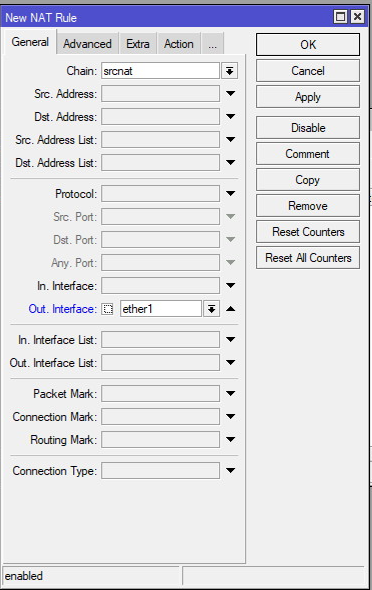 New NAT Rule
General Advanced Extra Action ...
Chain: srcnat
Src. Address:
Dst. Address:
Src. Address List:
Dst. Address List:
Protocol:
Src. Port:
Dst. Port:
Any. Port:
In. Interface:
Out. Interface: ether1
In. Interface List:
Out. Interface List:
Packet Mark:
Connection Mark:
Routing Mark:
Connection Type:
OK
Cancel
Apply
Disable
Comment
Copy
Remove
Reset Counters
Reset All Counters
enabled